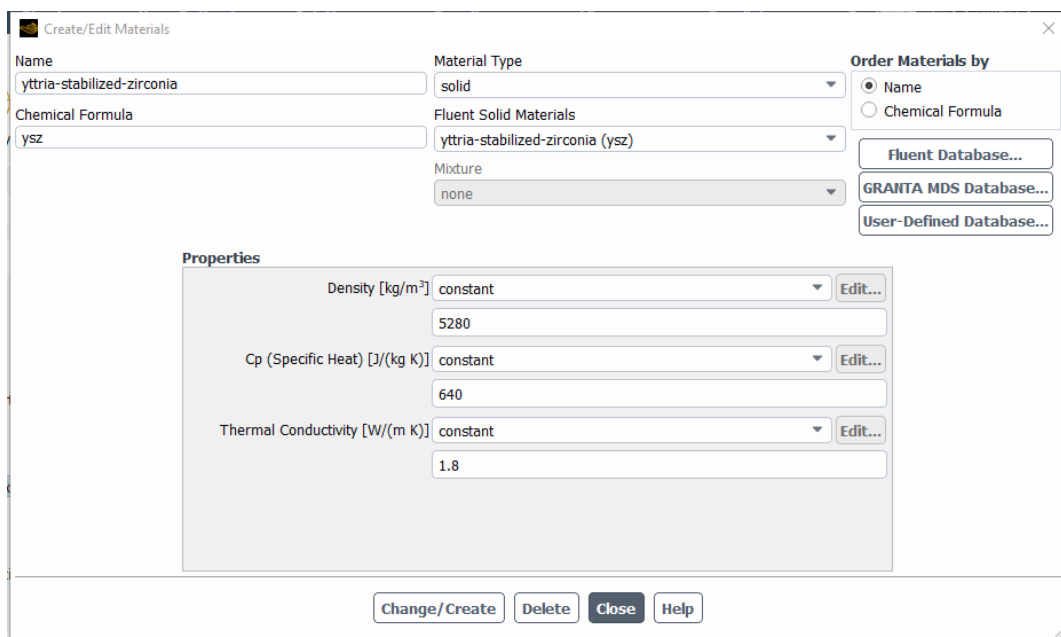 Create/Edit Materials
Name
Material Type
Order Materials by
yttria-stabilized-zirconia
solid
Name
Chemical Formula
Fluent Solid Materials
Chemical Formula
ysz
yttria-stabilized-zirconia (ysz)
Fluent Database...
Mixture
none
GRANTA MDS Database...
User-Defined Database...
Properties
Density [kg/m³] constant Edit...
5280
Cp (Specific Heat) [J/(kg K)] constant Edit...
640
Thermal Conductivity [W/(m K)] constant Edit...
1.8
Change/Create Delete Close Help